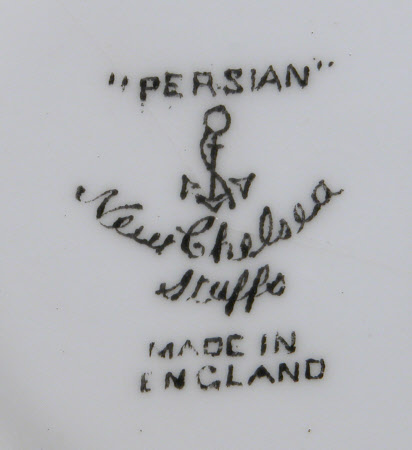 "PERSIAN"
New Chelsea
Staffs
MADE IN
ENGLAND